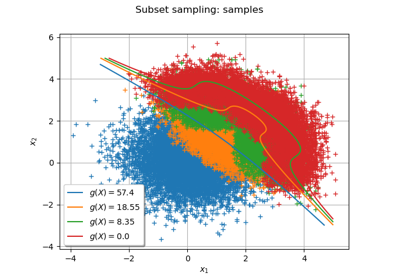 Subset sampling: samples
6
4
2
0
−2
−4
x2
g(X) = 57.4
g(X) = 18.55
g(X) = 8.35
g(X) = 0.0
−4
−2
0
2
4
x1